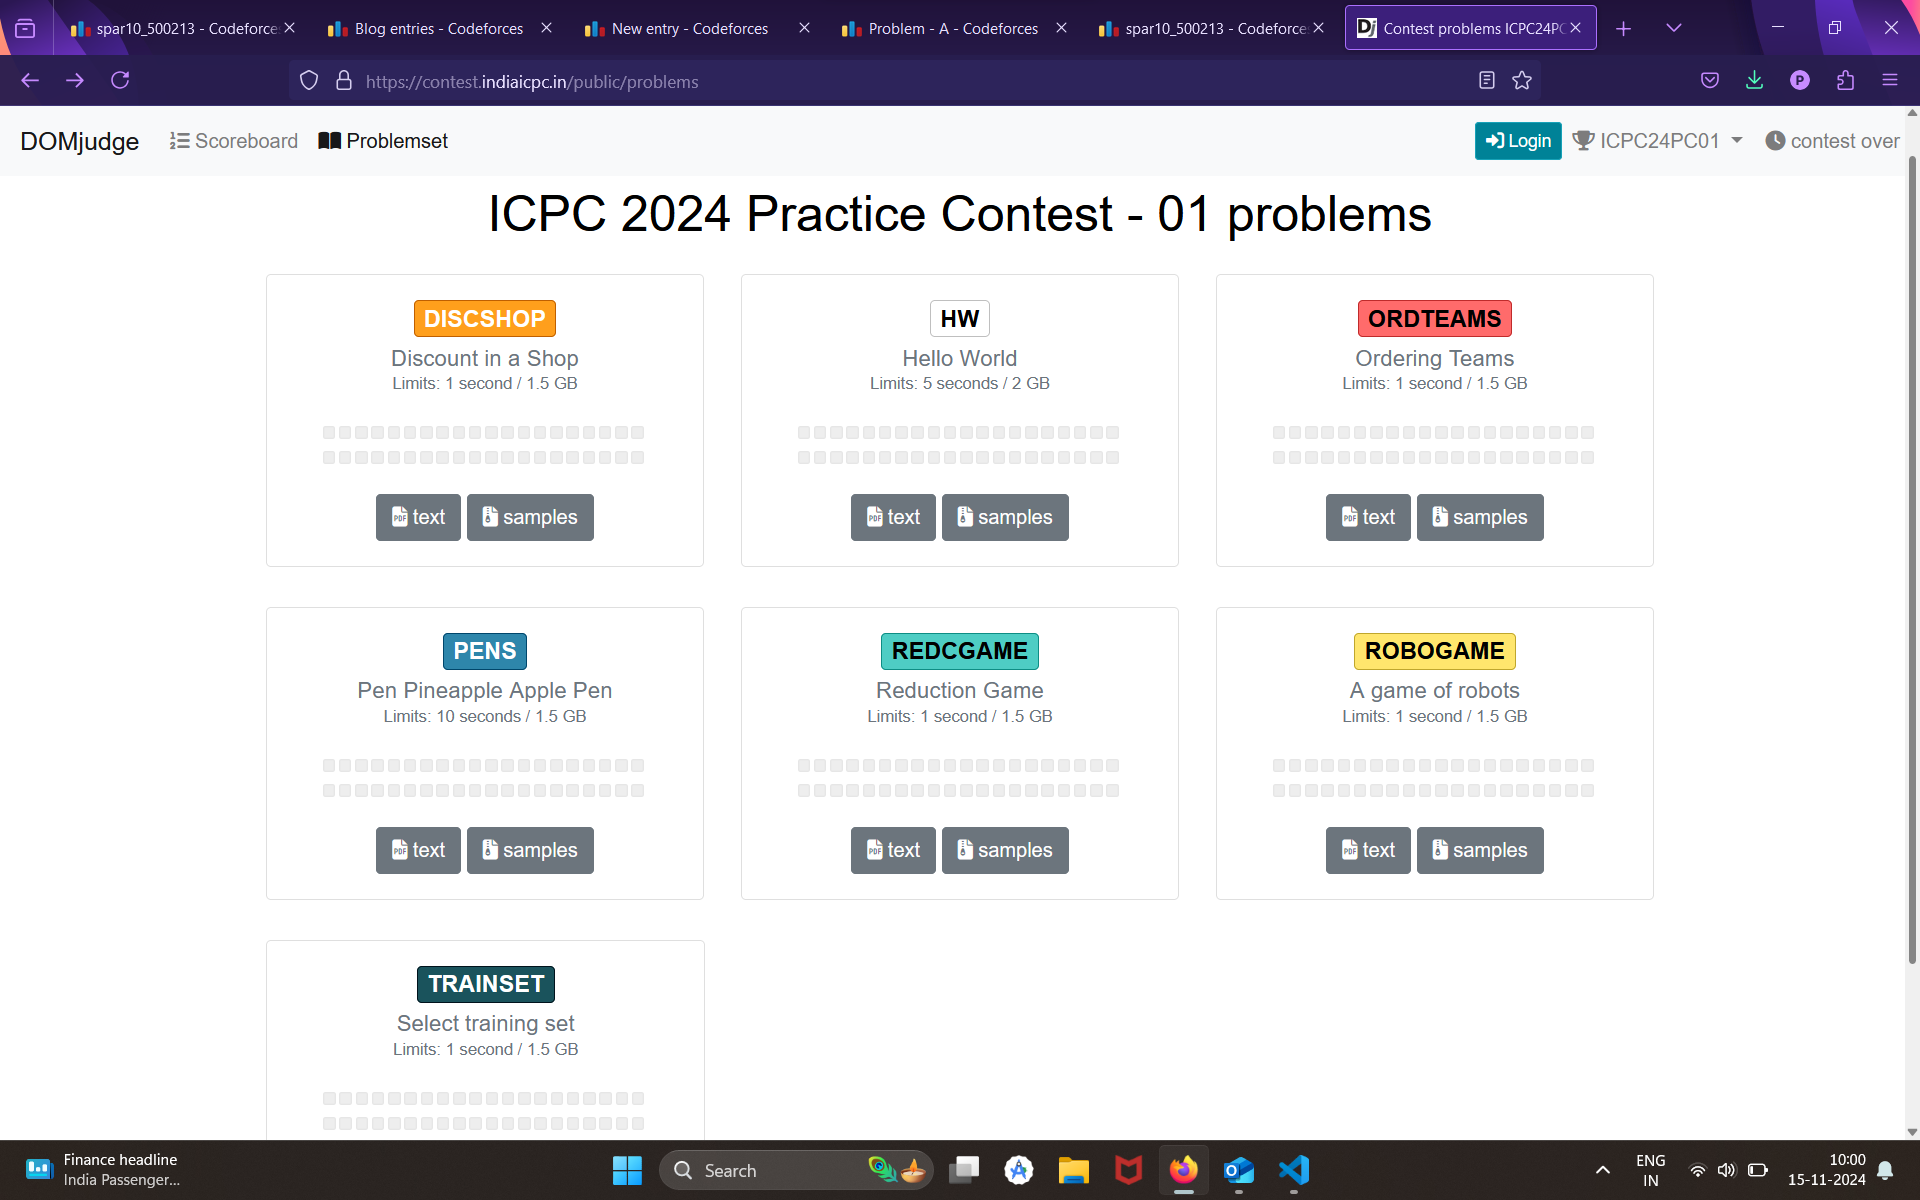 spar10_500213 - Codeforces
Blog entries - Codeforces
New entry - Codeforces
Problem - A - Codeforces
spar10_500213 - Codeforces
Contest problems ICPC24PC
https://contest.indiaicpc.in/public/problems
P
DOMjudge
Scoreboard
Problemset
Login
ICPC24PC01
contest over
ICPC 2024 Practice Contest - 01 problems
DISCSHOP
Discount in a Shop
Limits: 1 second / 1.5 GB
text
samples
HW
Hello World
Limits: 5 seconds / 2 GB
text
samples
ORDTEAMS
Ordering Teams
Limits: 1 second / 1.5 GB
text
samples
PENS
Pen Pineapple Apple Pen
Limits: 10 seconds / 1.5 GB
text
samples
REDCGAME
Reduction Game
Limits: 1 second / 1.5 GB
text
samples
ROBOGAME
A game of robots
Limits: 1 second / 1.5 GB
text
samples
TRAINSET
Select training set
Limits: 1 second / 1.5 GB
Finance headline
India Passenger...
Search
ENG
IN
10:00
15-11-2024